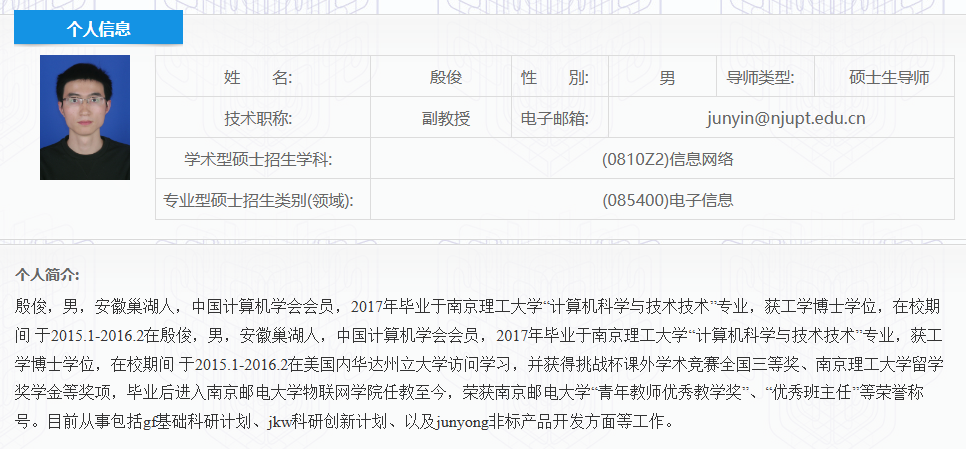 个人信息
姓 名: 殷俊 性 别: 男 导师类型: 硕士生导师
技术职称: 副教授 电子邮箱: junyin@njupt.edu.cn
学术型硕士招生学科: (0810Z2)信息网络
专业型硕士招生类别(领域): (085400)电子信息
个人简介:
殷俊，男，安徽巢湖人，中国计算机学会会员，2017年毕业于南京理工大学“计算机科学与技术技术”专业，获工学博士学位，在校期
间 于2015.1-2016.2在殷俊，男，安徽巢湖人，中国计算机学会会员，2017年毕业于南京理工大学“计算机科学与技术技术”专业，获工
学博士学位，在校期间 于2015.1-2016.2在美国内华达州立大学访问学习，并获得挑战杯课外学术竞赛全国三等奖、南京理工大学留学
奖学金等奖项，毕业后进入南京邮电大学物联网学院任教至今，荣获南京邮电大学“青年教师优秀教学奖”、“优秀班主任”等荣誉称
号。目前从事包括gf基础科研计划、jkw科研创新计划、以及junyong非标产品开发方面等工作。